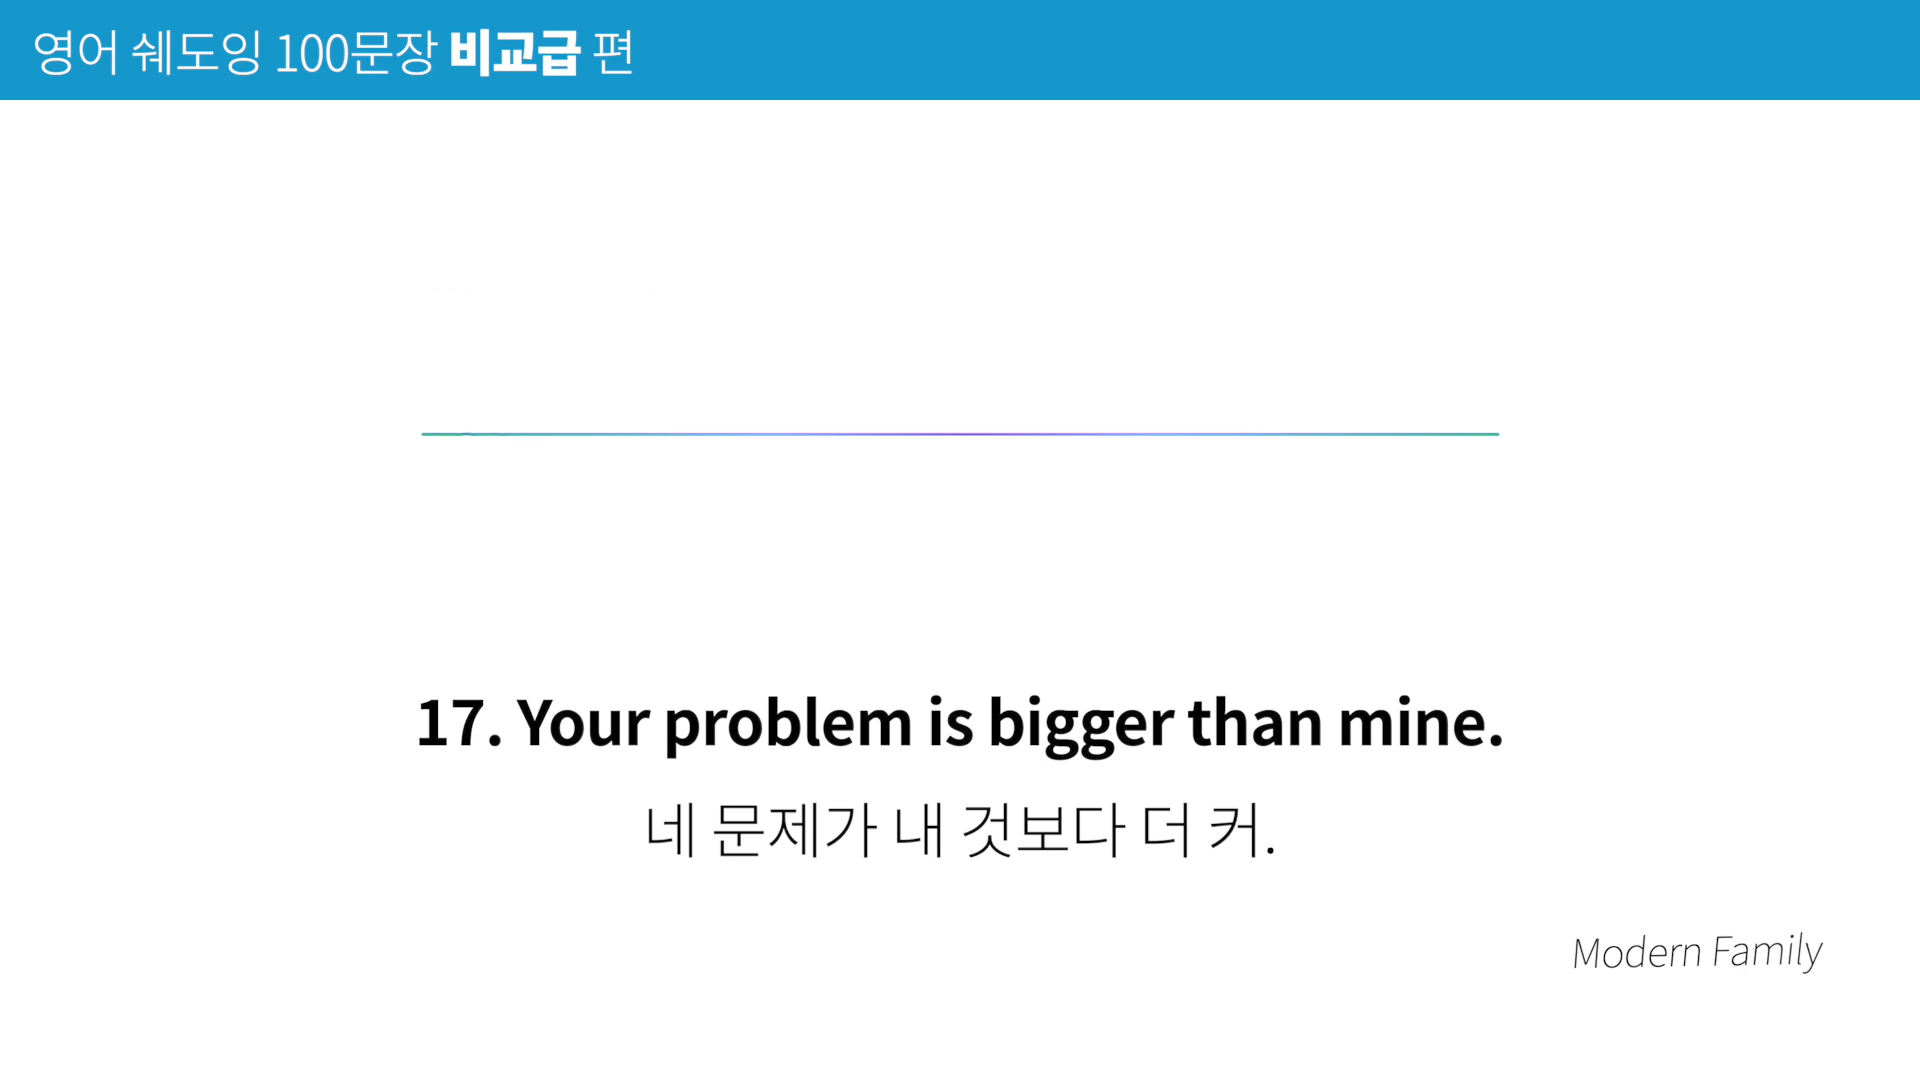 영어 쉐도잉 100문장 비교급 편
17. Your problem is bigger than mine.
네 문제가 내 것보다 더 커.
Modern Family